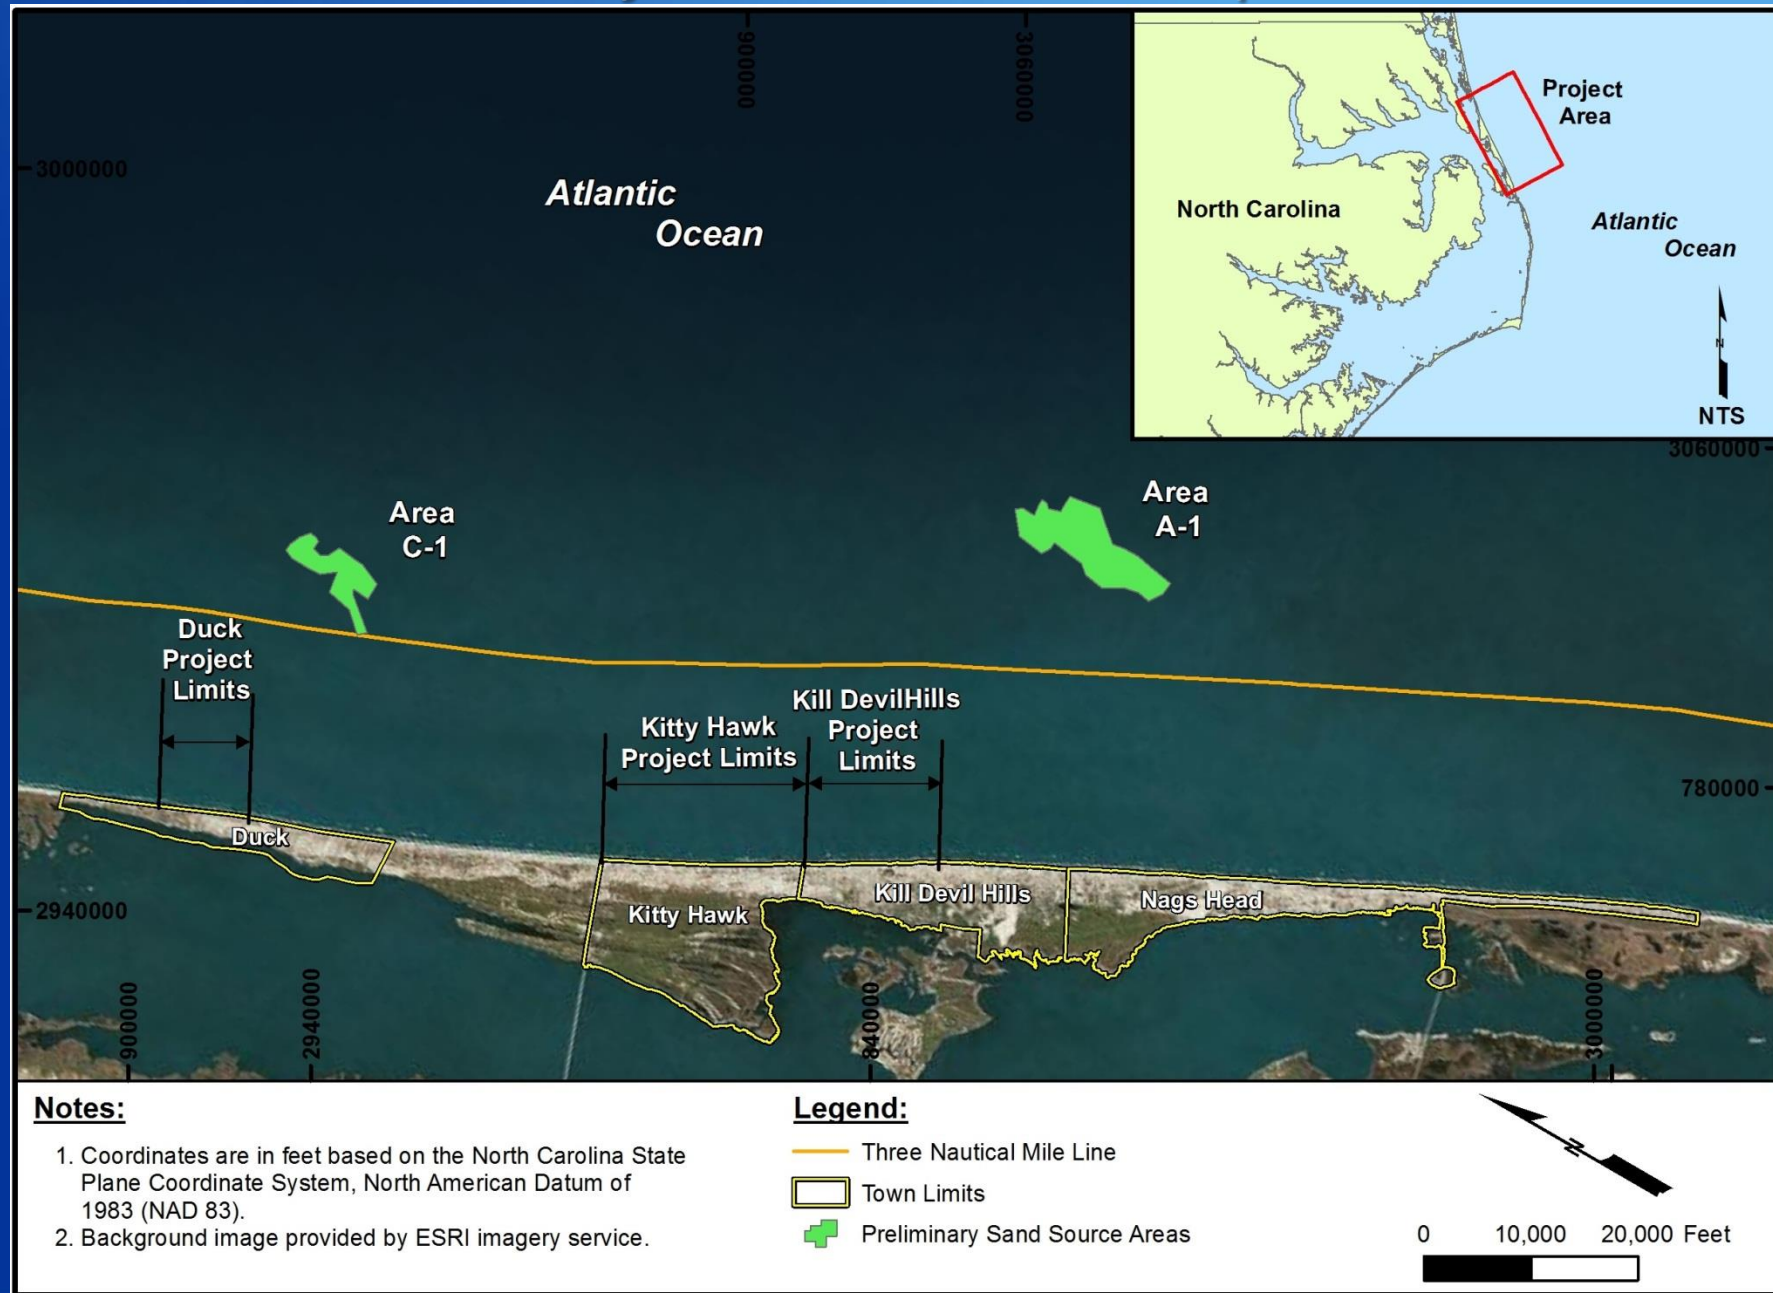 9000000
3060000
3000000
Atlantic
Ocean
Project
Area
North Carolina
Atlantic
Ocean
N
NTS
3060000
Area
C-1
Area
A-1
Duck
Project
Limits
Kitty Hawk
Project Limits
Kill DevilHills
Project
Limits
780000
Duck
Kitty Hawk
Kill Devil Hills
Nags Head
2940000
9000000
2940000
8400000
3000000
Notes:
1. Coordinates are in feet based on the North Carolina State
Plane Coordinate System, North American Datum of
1983 (NAD 83).
2. Background image provided by ESRI imagery service.
Legend:
Three Nautical Mile Line
Town Limits
Preliminary Sand Source Areas
N
0 10,000 20,000 Feet